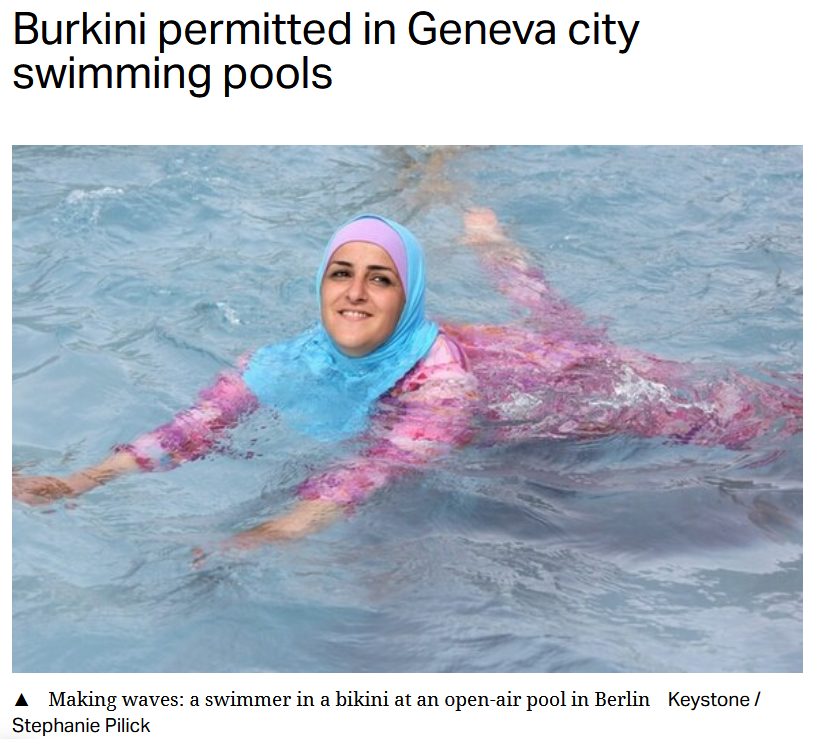 Burkini permitted in Geneva city
swimming pools
▲ Making waves: a swimmer in a bikini at an open-air pool in Berlin Keystone /
Stephanie Pilick